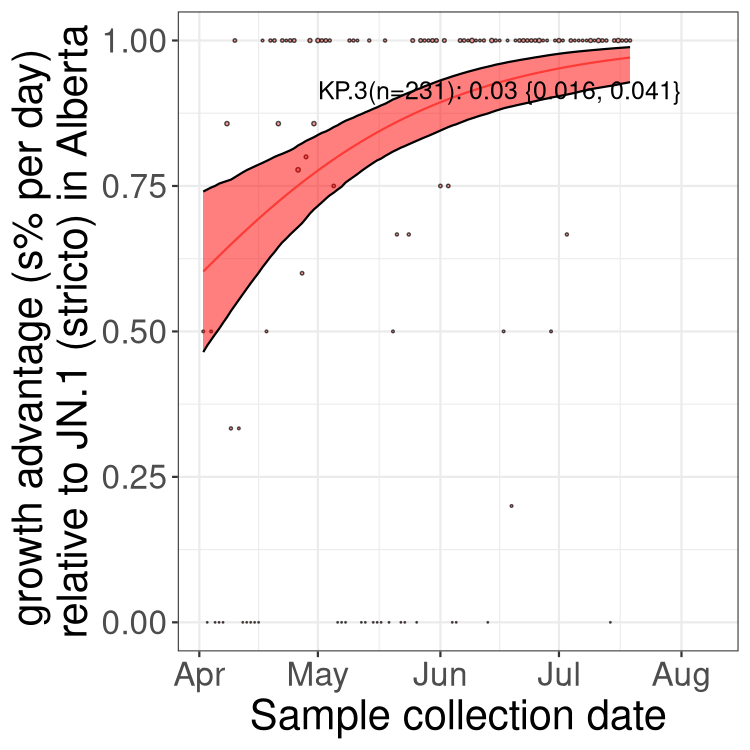 growth advantage (s% per day)
relative to JN.1 (stricto) in Alberta
1.00
0.75
0.50
0.25
0.00
KP.3(n=231): 0.03 {0.016, 0.041}
Apr May Jun Jul Aug
Sample collection date